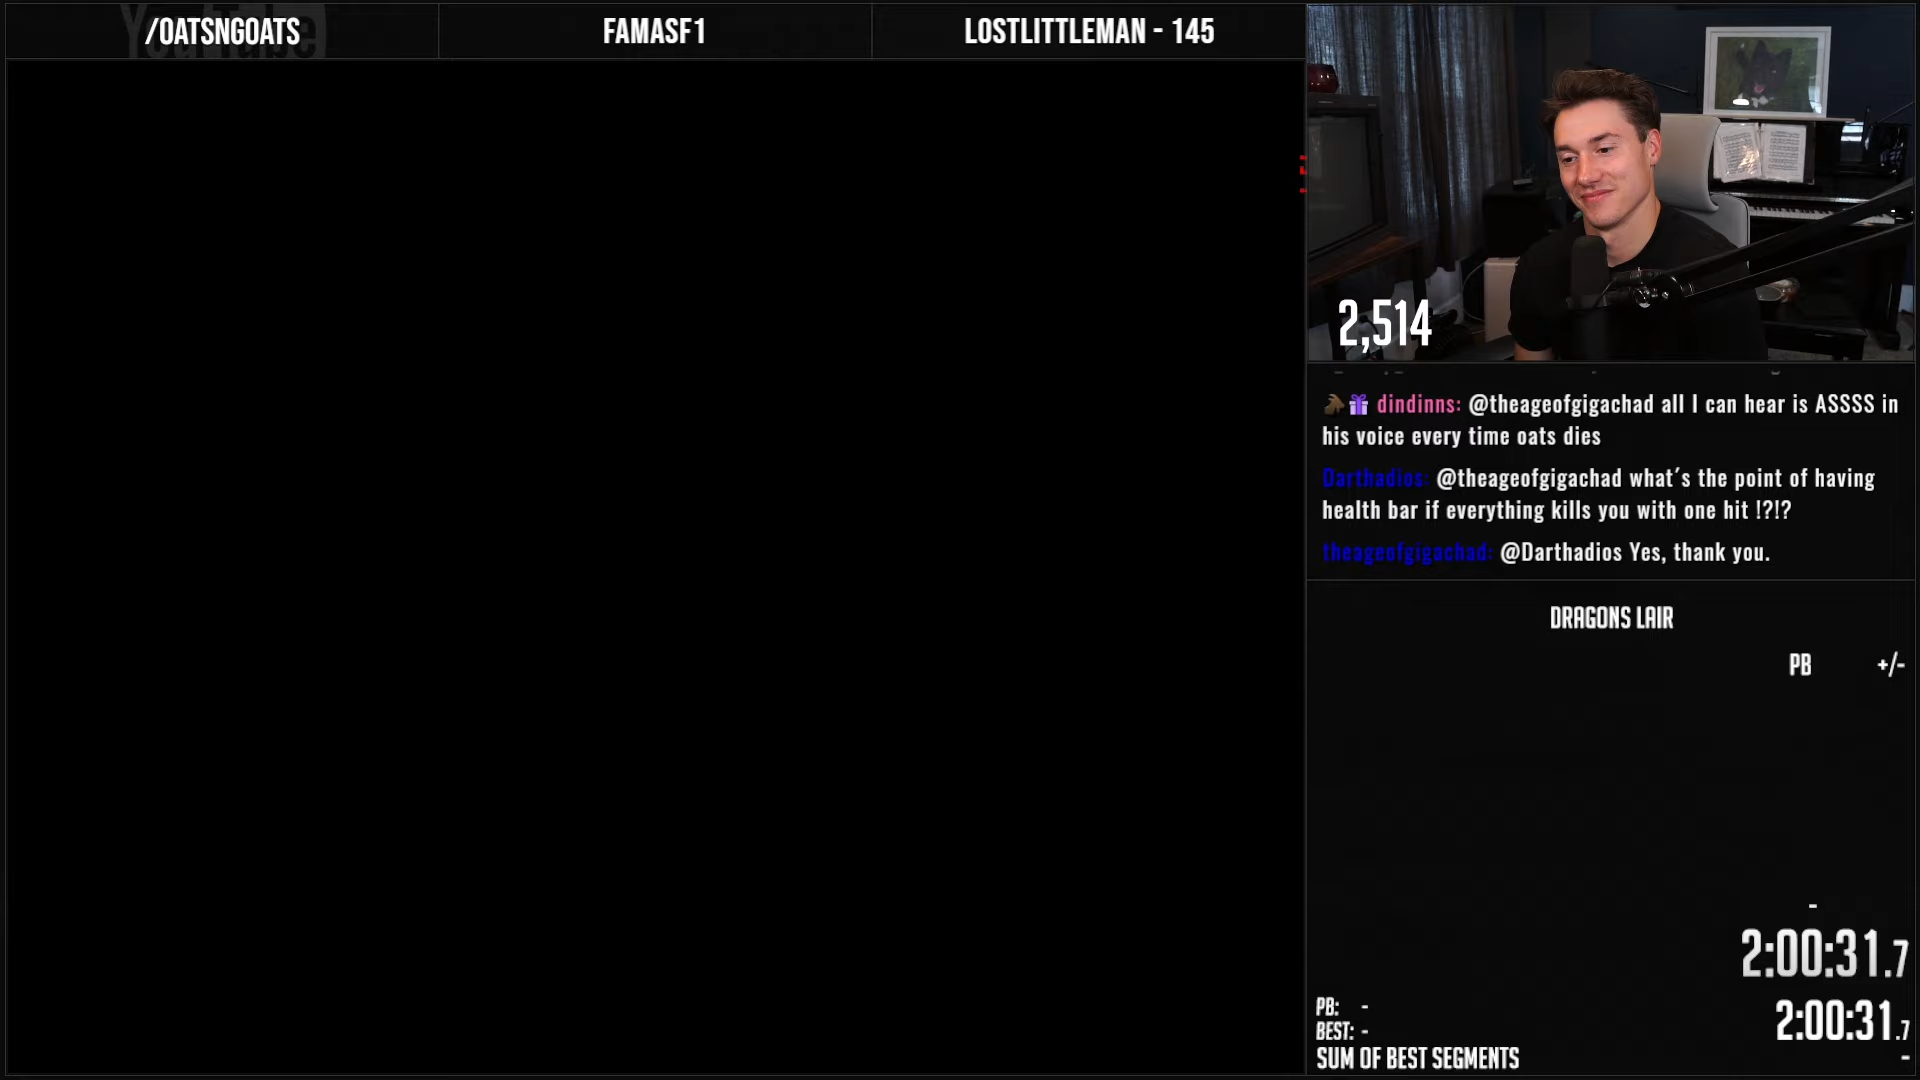 /OATSNGOATS
FAMASF1
LOSTLITTLEMAN - 145
2,514
dindinns: @theageofgigachad all I can hear is ASSSS in
his voice every time oats dies
Darthadios: @theageofgigachad what´s the point of having
health bar if everything kills you with one hit !?!?
theageofgigachad: @Darthadios Yes, thank you.
DRAGONS LAIR
PB +/-
-
2:00:31.7
PB: -
2:00:31.7
BEST: -
SUM OF BEST SEGMENTS -